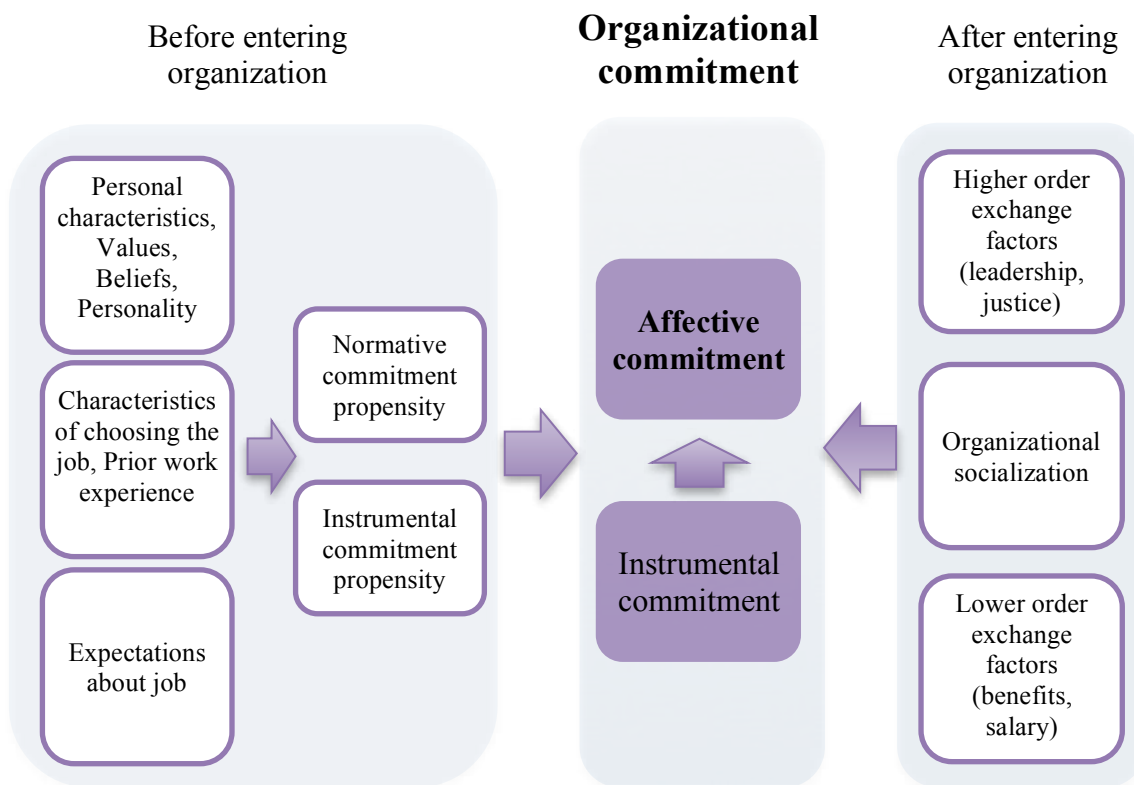 Before entering
organization
Organizational
commitment
After entering
organization
Personal
characteristics,
Values,
Beliefs,
Personality
Characteristics
of choosing the
job, Prior work
experience
Expectations
about job
Normative
commitment
propensity
Instrumental
commitment
propensity
Affective
commitment
Instrumental
commitment
Higher order
exchange
factors
(leadership,
justice)
Organizational
socialization
Lower order
exchange
factors
(benefits,
salary)